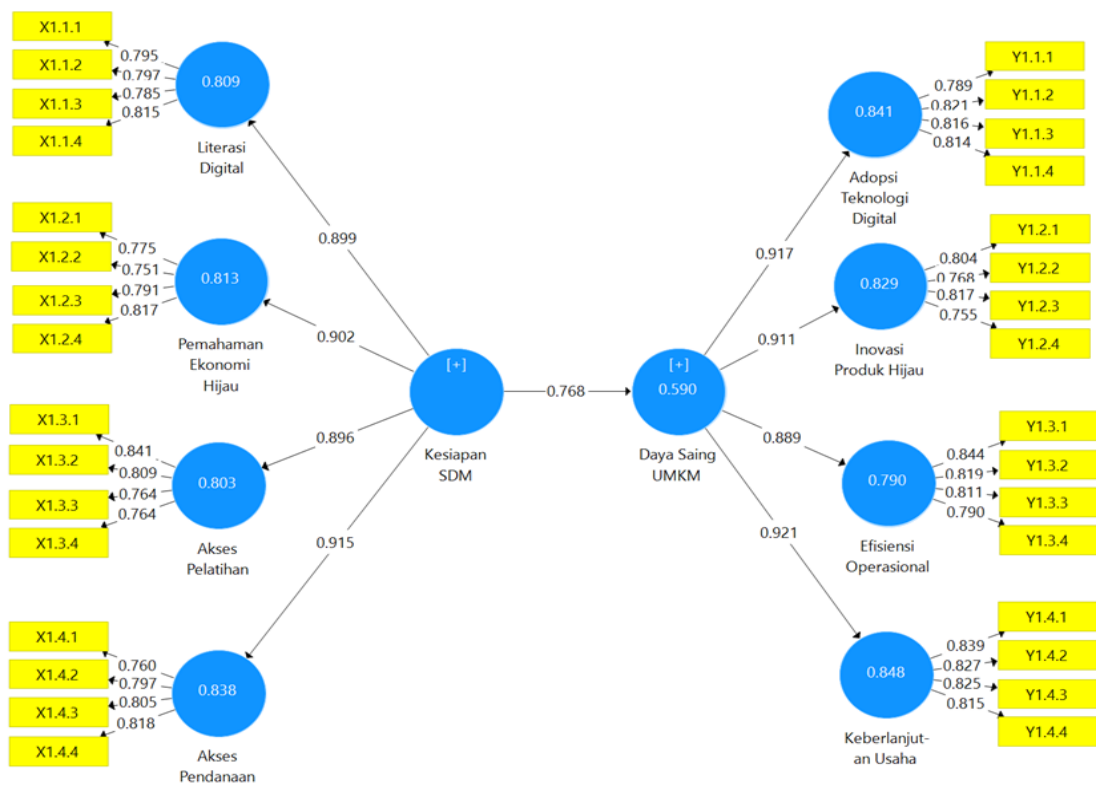 X1.1.1
X1.1.2
X1.1.3
X1.1.4
0.795
0.797
0.785
0.815
0.809
Literasi
Digital
X1.2.1
X1.2.2
X1.2.3
X1.2.4
0.775
0.751
0.791
0.817
0.813
Pemahaman
Ekonomi
Hijau
X1.3.1
X1.3.2
X1.3.3
X1.3.4
0.841
0.809
0.764
0.764
0.803
Akses
Pelatihan
X1.4.1
X1.4.2
X1.4.3
X1.4.4
0.760
0.797
0.805
0.818
0.838
Akses
Pendanaan
0.899
0.902
0.896
0.915
[+]
Kesiapan
SDM
0.768
[+]
0.590
Daya Saing
UMKM
0.917
0.911
0.889
0.921
0.841
Adopsi
Teknologi
Digital
0.789
0.821
0.816
0.814
Y1.1.1
Y1.1.2
Y1.1.3
Y1.1.4
0.829
Inovasi
Produk Hijau
0.804
0.768
0.817
0.755
Y1.2.1
Y1.2.2
Y1.2.3
Y1.2.4
0.790
Efisiensi
Operasional
0.844
0.819
0.811
0.790
Y1.3.1
Y1.3.2
Y1.3.3
Y1.3.4
0.848
Keberlanjut-
an Usaha
0.839
0.827
0.825
0.815
Y1.4.1
Y1.4.2
Y1.4.3
Y1.4.4